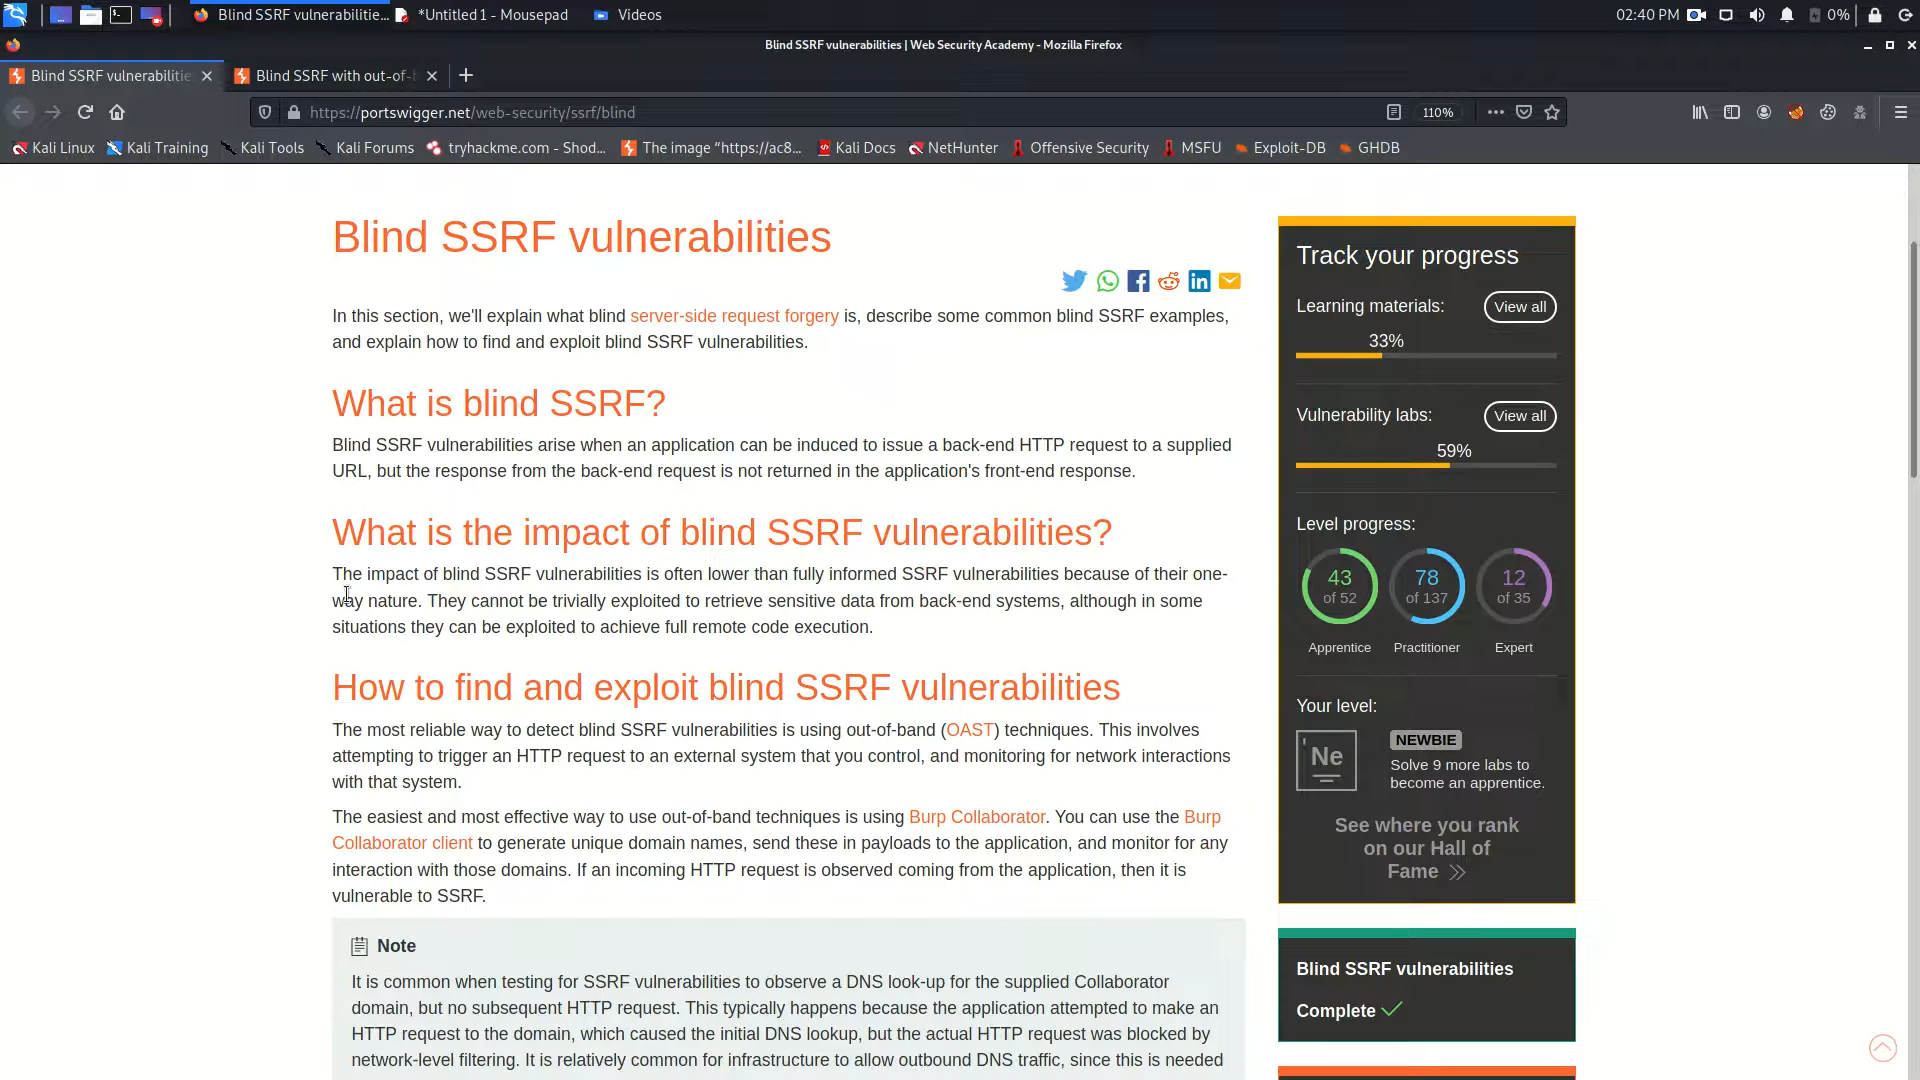 Blind SSRF vulnerabilitie...
*Untitled 1 - Mousepad
Videos
02:40 PM
0%
Blind SSRF vulnerabilities | Web Security Academy - Mozilla Firefox
Blind SSRF vulnerabilitie
Blind SSRF with out-of-b
https://portswigger.net/web-security/ssrf/blind
110%
Kali Linux
Kali Training
Kali Tools
Kali Forums
tryhackme.com - Shod...
The image “https://ac8...
Kali Docs
NetHunter
Offensive Security
MSFU
Exploit-DB
GHDB
Blind SSRF vulnerabilities
In this section, we'll explain what blind server-side request forgery is, describe some common blind SSRF examples,
and explain how to find and exploit blind SSRF vulnerabilities.
What is blind SSRF?
Blind SSRF vulnerabilities arise when an application can be induced to issue a back-end HTTP request to a supplied
URL, but the response from the back-end request is not returned in the application's front-end response.
What is the impact of blind SSRF vulnerabilities?
The impact of blind SSRF vulnerabilities is often lower than fully informed SSRF vulnerabilities because of their one-
way nature. They cannot be trivially exploited to retrieve sensitive data from back-end systems, although in some
situations they can be exploited to achieve full remote code execution.
How to find and exploit blind SSRF vulnerabilities
The most reliable way to detect blind SSRF vulnerabilities is using out-of-band (OAST) techniques. This involves
attempting to trigger an HTTP request to an external system that you control, and monitoring for network interactions
with that system.
The easiest and most effective way to use out-of-band techniques is using Burp Collaborator. You can use the Burp
Collaborator client to generate unique domain names, send these in payloads to the application, and monitor for any
interaction with those domains. If an incoming HTTP request is observed coming from the application, then it is
vulnerable to SSRF.
Note
It is common when testing for SSRF vulnerabilities to observe a DNS look-up for the supplied Collaborator
domain, but no subsequent HTTP request. This typically happens because the application attempted to make an
HTTP request to the domain, which caused the initial DNS lookup, but the actual HTTP request was blocked by
network-level filtering. It is relatively common for infrastructure to allow outbound DNS traffic, since this is needed
Track your progress
Learning materials:
View all
33%
Vulnerability labs:
View all
59%
Level progress:
43
of 52
78
of 137
12
of 35
Apprentice
Practitioner
Expert
Your level:
Ne
NEWBIE
Solve 9 more labs to
become an apprentice.
See where you rank
on our Hall of
Fame
Blind SSRF vulnerabilities
Complete